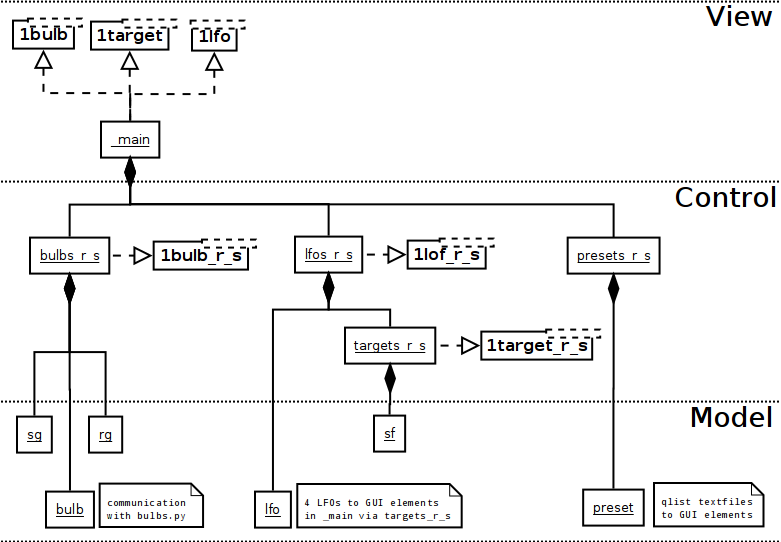 View
1bulb
1target
1lfo
_main
Control
bulbs_r_s
1bulb_r_s
lfos_r_s
1lof_r_s
presets_r_s
targets_r_s
1target_r_s
Model
sg
rg
sf
bulb
communication
with bulbs.py
lfo
4 LFOs to GUI elements
in _main via targets_r_s
preset
qlist textfiles
to GUI elements